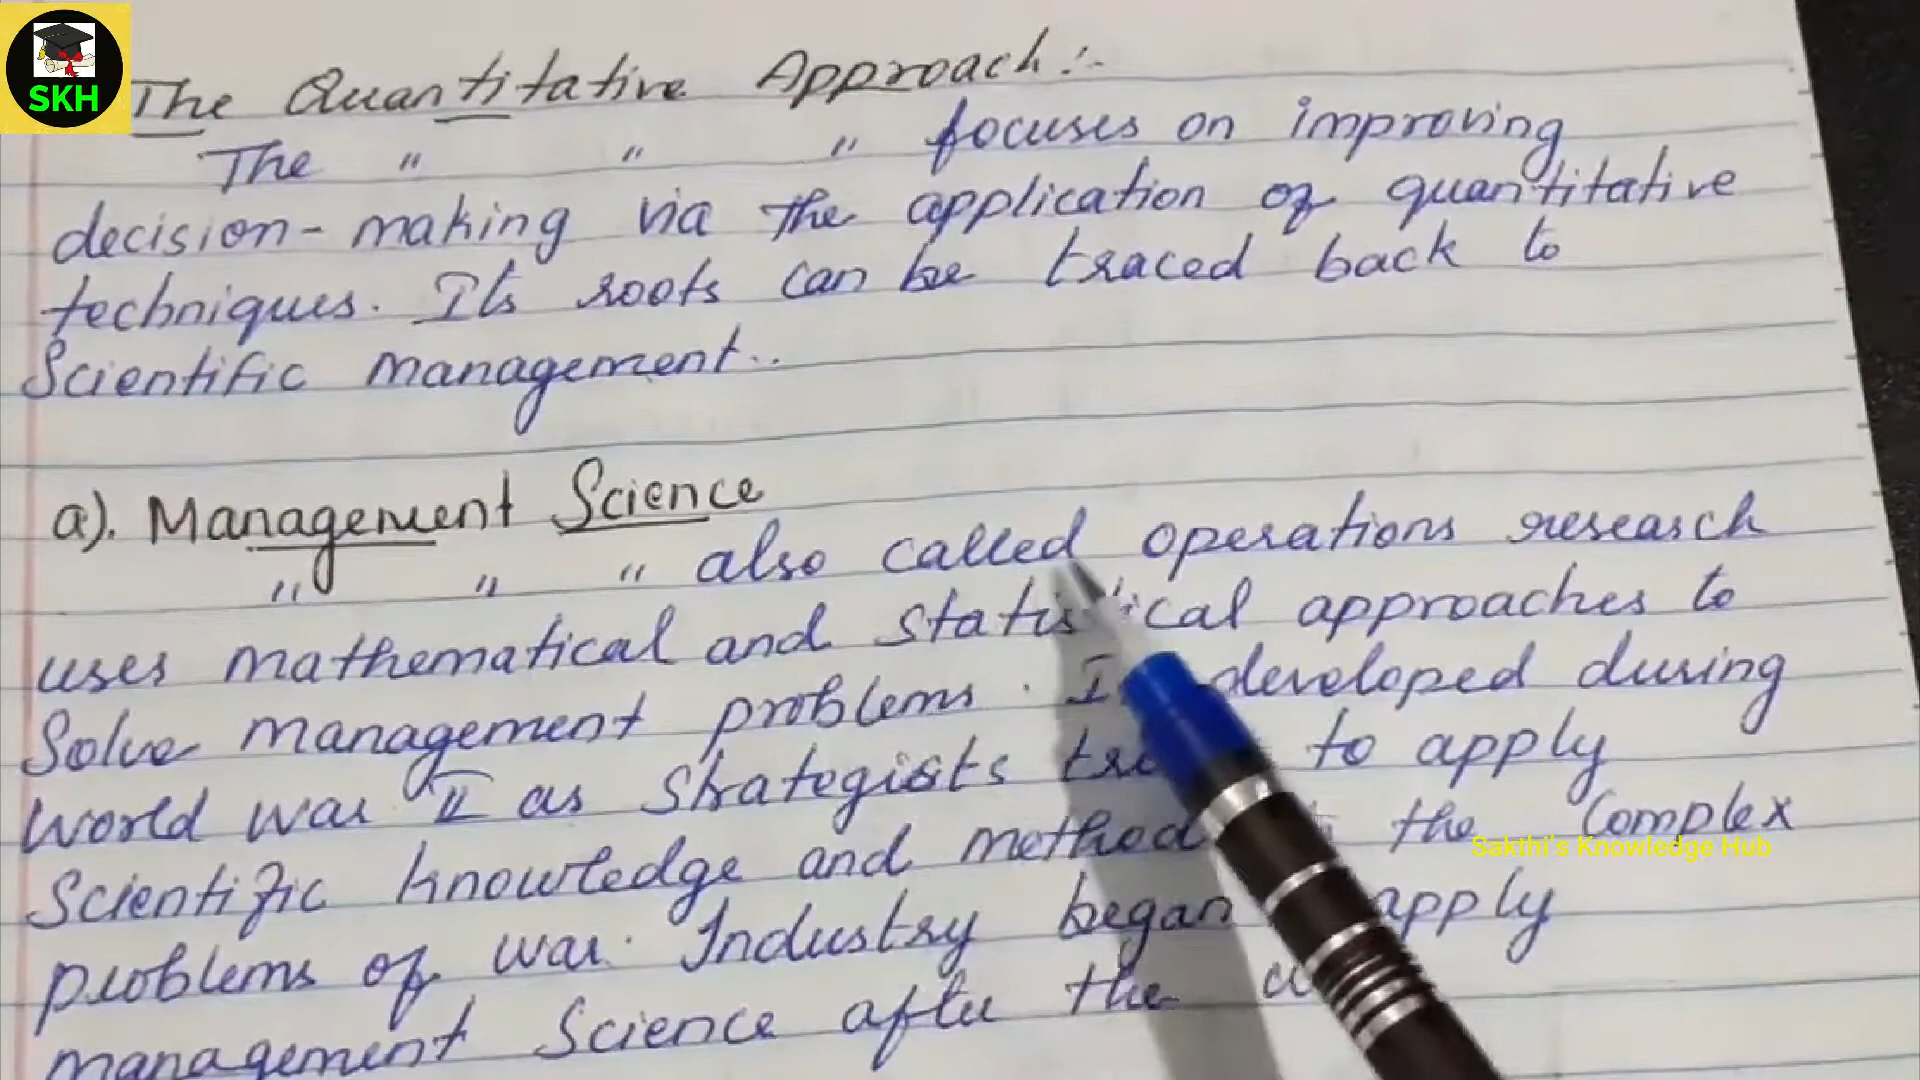 SKH
The Quantitative Approach:-
The " " " focuses on improving
decision-making via the application of quantitative
techniques. Its roots can be traced back to
Scientific management..
a). Management Science
" " " also called operations research
uses mathematical and statistical approaches to
Solve management problems. It developed during
World war II as strategists to apply
Scientific knowledge and method the Complex
Sakthi's Knowledge Hub
problems of war. Industry began apply
management Science after the